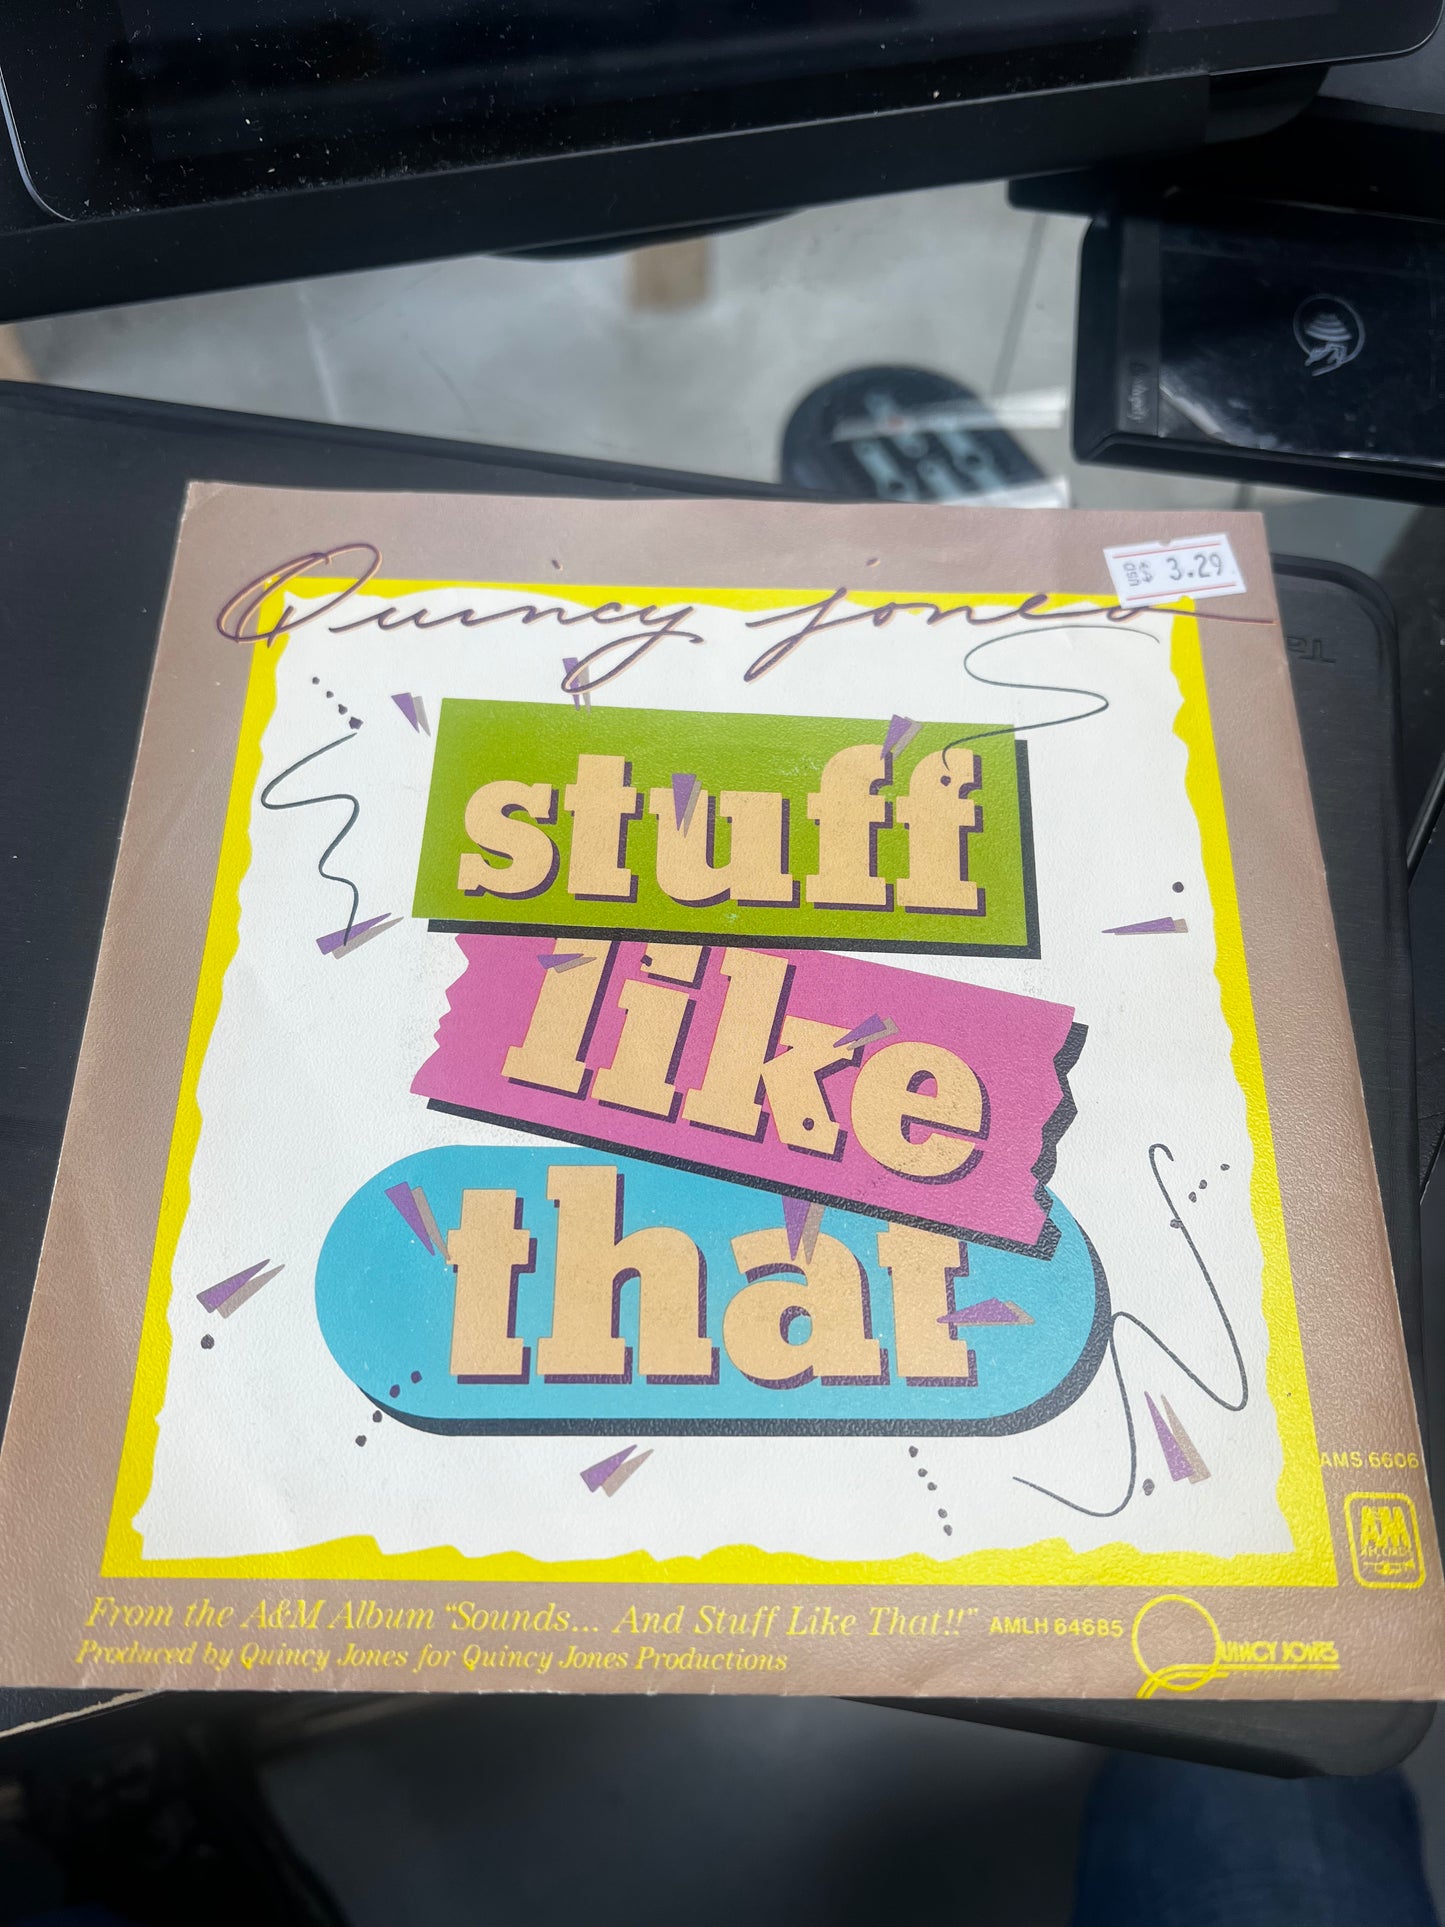 Quincy Jones
USD
3.29
stuff
like
that
AMS 6606
A&M
RECORDS
From the A&M Album "Sounds... And Stuff Like That!!" AMLH 64685
Produced by Quincy Jones for Quincy Jones Productions
QUINCY JONES